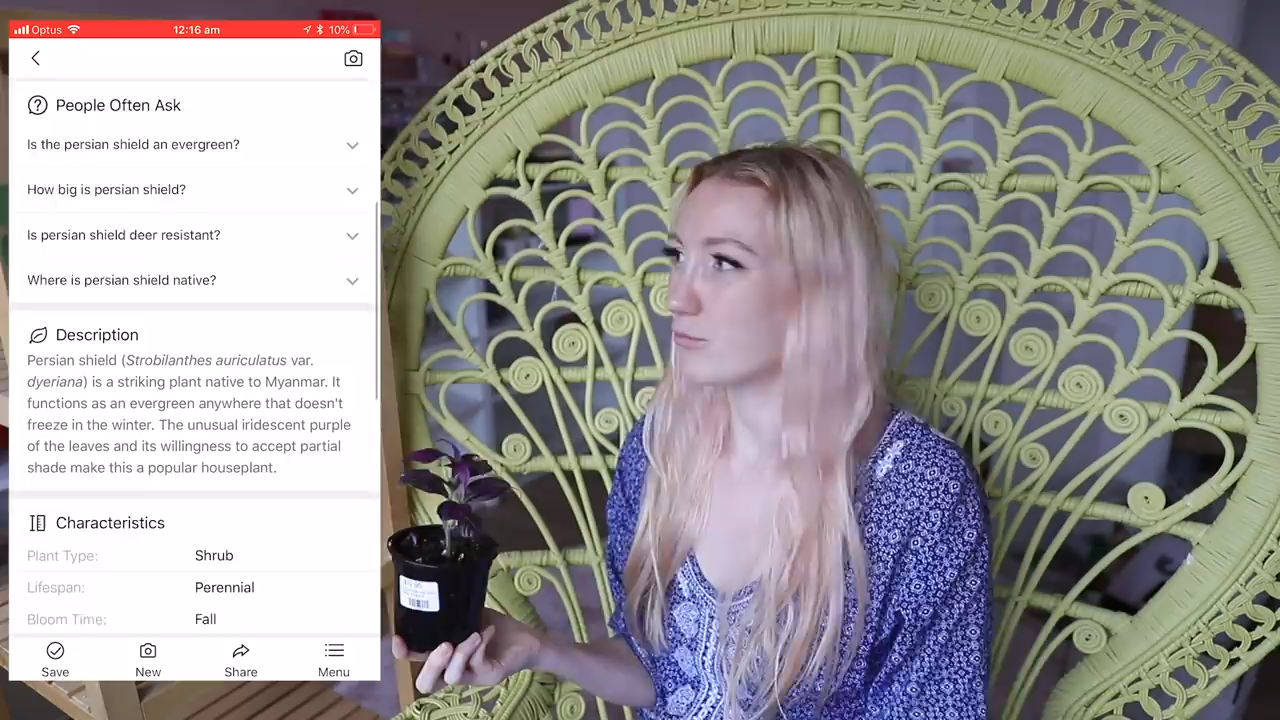 Optus 12:16 am 10%
People Often Ask
Is the persian shield an evergreen?
How big is persian shield?
Is persian shield deer resistant?
Where is persian shield native?
Description
Persian shield (Strobilanthes auriculatus var.
dyeriana) is a striking plant native to Myanmar. It
functions as an evergreen anywhere that doesn't
freeze in the winter. The unusual iridescent purple
of the leaves and its willingness to accept partial
shade make this a popular houseplant.
Characteristics
Plant Type: Shrub
Lifespan: Perennial
Bloom Time: Fall
Save New Share Menu